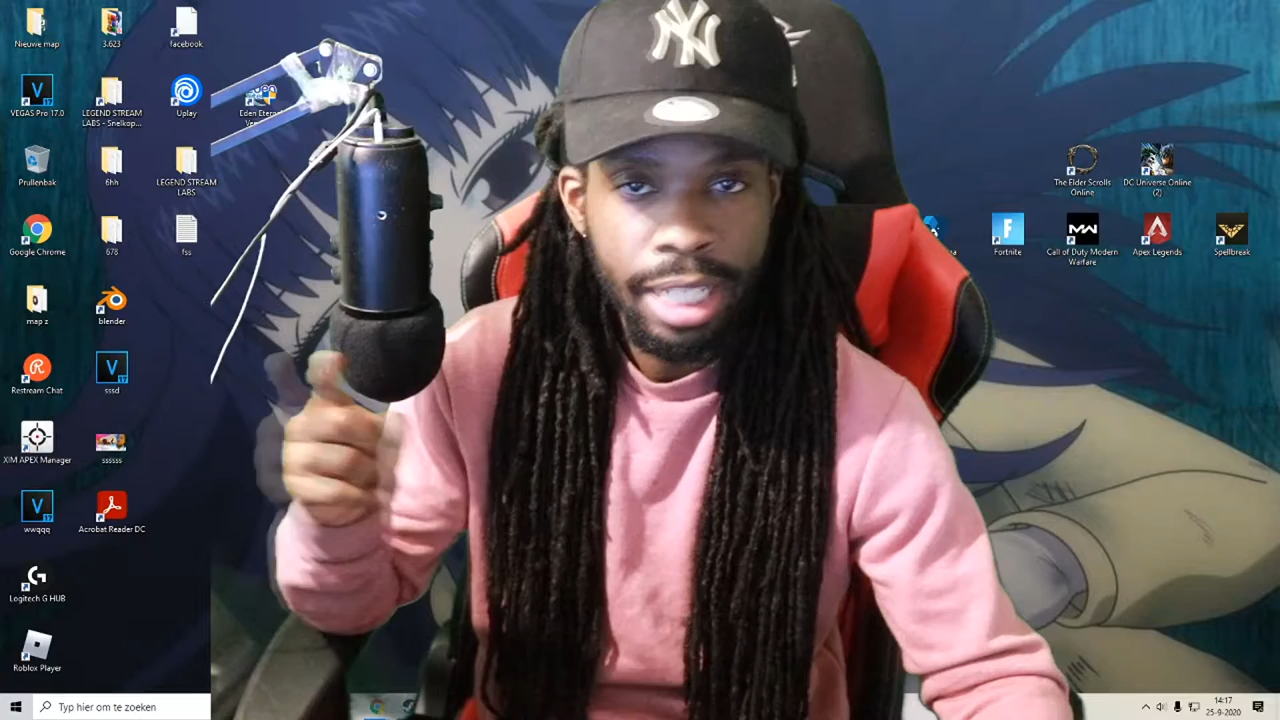 Nieuwe map
3.623
facebook
VEGAS Pro 17.0
LEGEND STREAM
LABS - Snelkop...
Uplay
Prullenbak
6hh
LEGEND STREAM
LABS
The Elder Scrolls
Online
DC Universe Online
(2)
Google Chrome
678
fss
Fortnite
Call of Duty Modern
Warfare
Apex Legends
Spellbreak
map z
blender
Restream Chat
sssd
XIM APEX Manager
ssssss
wwqqq
Acrobat Reader DC
Logitech G HUB
Roblox Player
Typ hier om te zoeken
14:17
25-9-2020